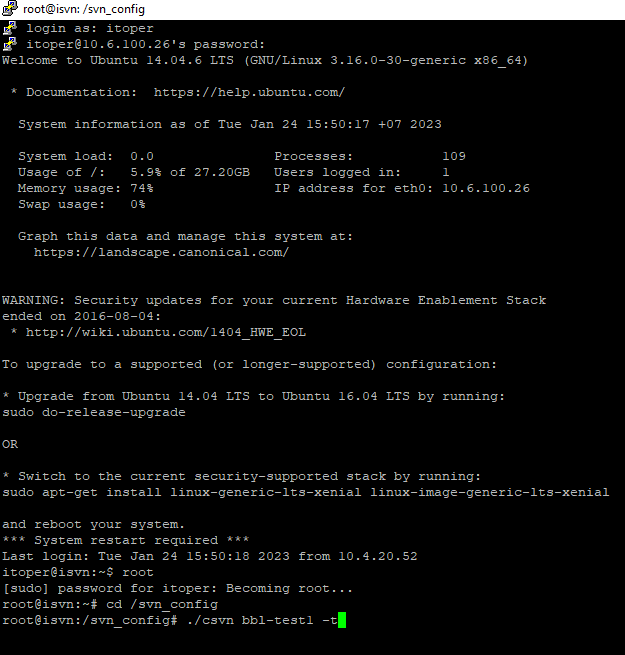 root@isvn: /svn_config
login as: itoper
itoper@10.6.100.26's password:
Welcome to Ubuntu 14.04.6 LTS (GNU/Linux 3.16.0-30-generic x86_64)
* Documentation:  https://help.ubuntu.com/
System information as of Tue Jan 24 15:50:17 +07 2023
System load:  0.0               Processes:           109
Usage of /:   5.9% of 27.20GB   Users logged in:     1
Memory usage: 74%               IP address for eth0: 10.6.100.26
Swap usage:   0%
Graph this data and manage this system at:
https://landscape.canonical.com/
WARNING: Security updates for your current Hardware Enablement Stack
ended on 2016-08-04:
* http://wiki.ubuntu.com/1404_HWE_EOL
To upgrade to a supported (or longer-supported) configuration:
* Upgrade from Ubuntu 14.04 LTS to Ubuntu 16.04 LTS by running:
sudo do-release-upgrade
OR
* Switch to the current security-supported stack by running:
sudo apt-get install linux-generic-lts-xenial linux-image-generic-lts-xenial
and reboot your system.
*** System restart required ***
Last login: Tue Jan 24 15:50:18 2023 from 10.4.20.52
itoper@isvn:~$ root
[sudo] password for itoper: Becoming root...
root@isvn:~# cd /svn_config
root@isvn:/svn_config# ./csvn bbl-test1 -t